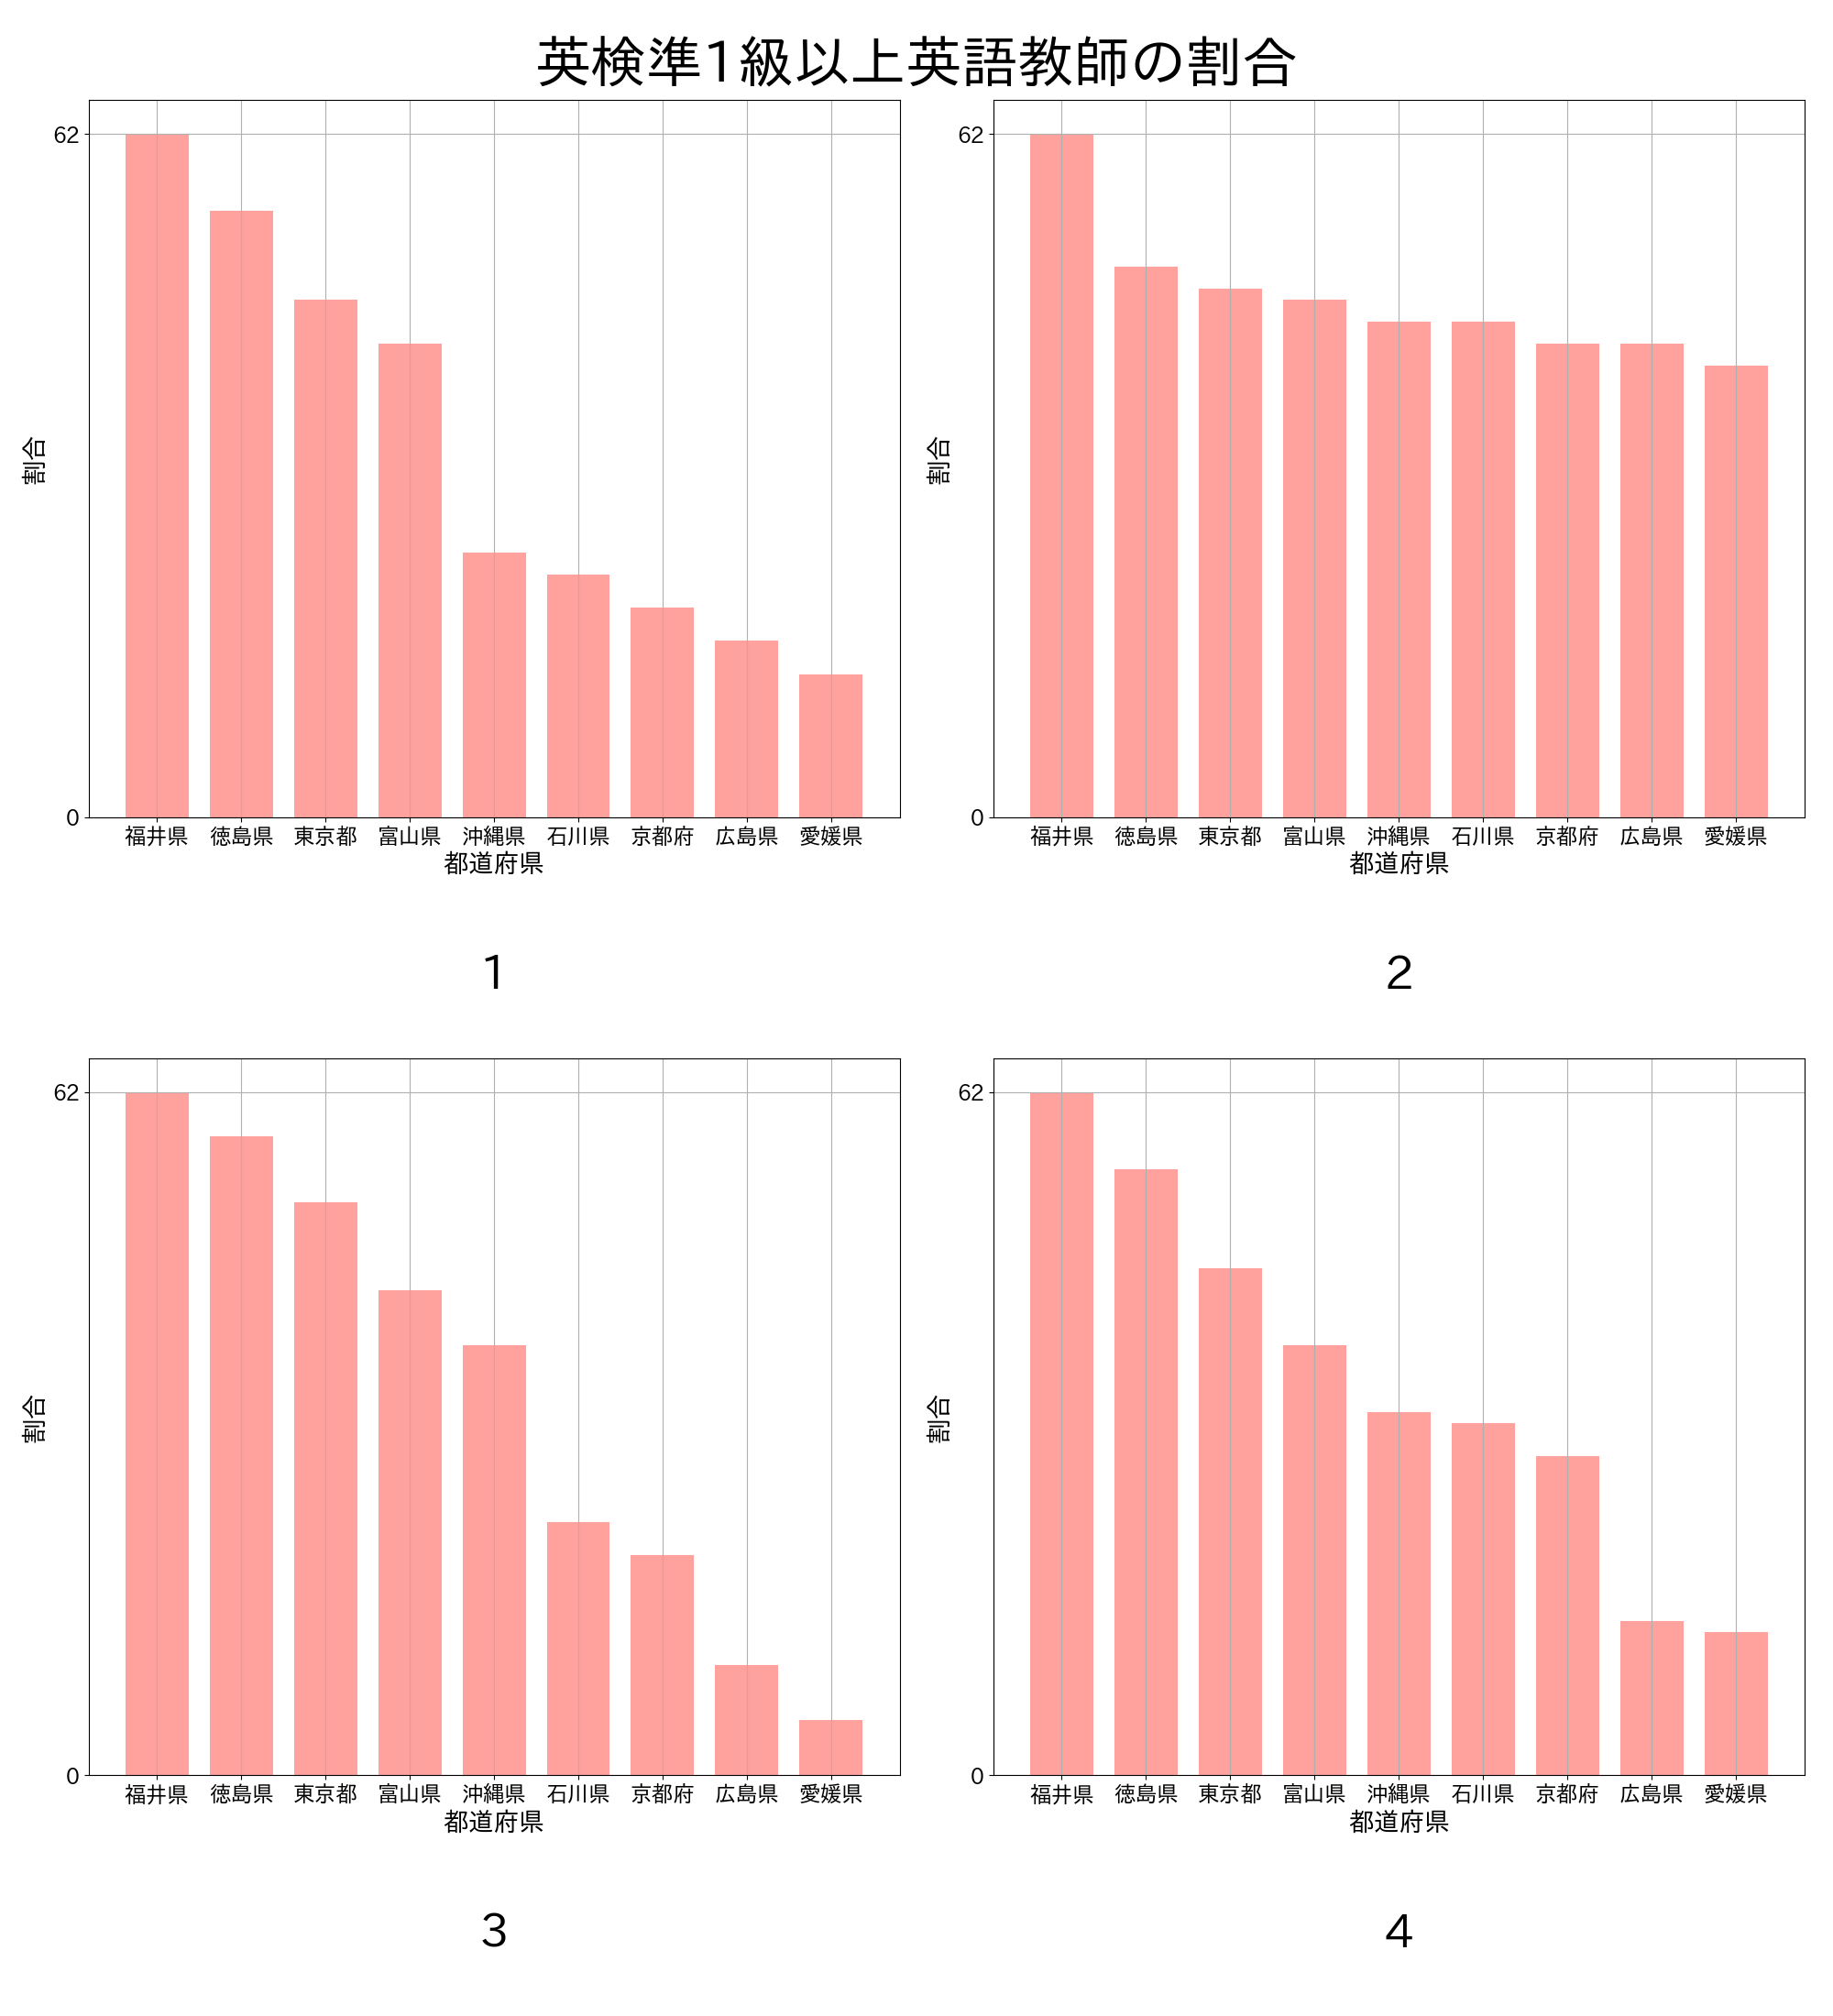 英検準1級以上英語教師の割合
62
0
割合
福井県 徳島県 東京都 富山県 沖縄県 石川県 京都府 広島県 愛媛県
都道府県
1
62
0
割合
福井県 徳島県 東京都 富山県 沖縄県 石川県 京都府 広島県 愛媛県
都道府県
2
62
0
割合
福井県 徳島県 東京都 富山県 沖縄県 石川県 京都府 広島県 愛媛県
都道府県
3
62
0
割合
福井県 徳島県 東京都 富山県 沖縄県 石川県 京都府 広島県 愛媛県
都道府県
4